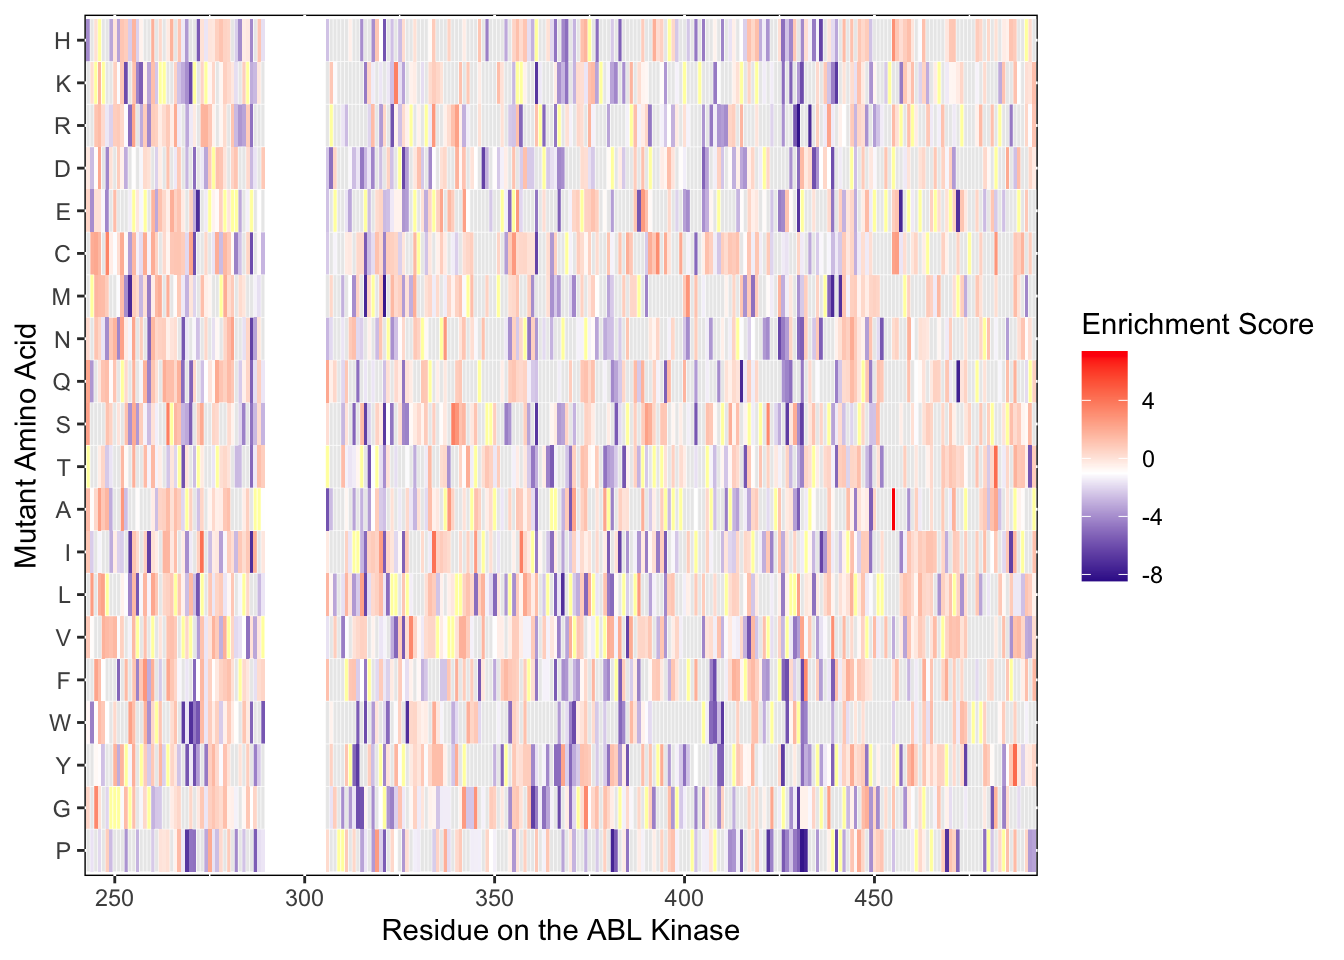 H
K
R
D
E
C
M
N
Q
S
T
A
I
L
V
F
W
Y
G
P
Mutant Amino Acid
250 300 350 400 450
Residue on the ABL Kinase
Enrichment Score
4
0
-4
-8